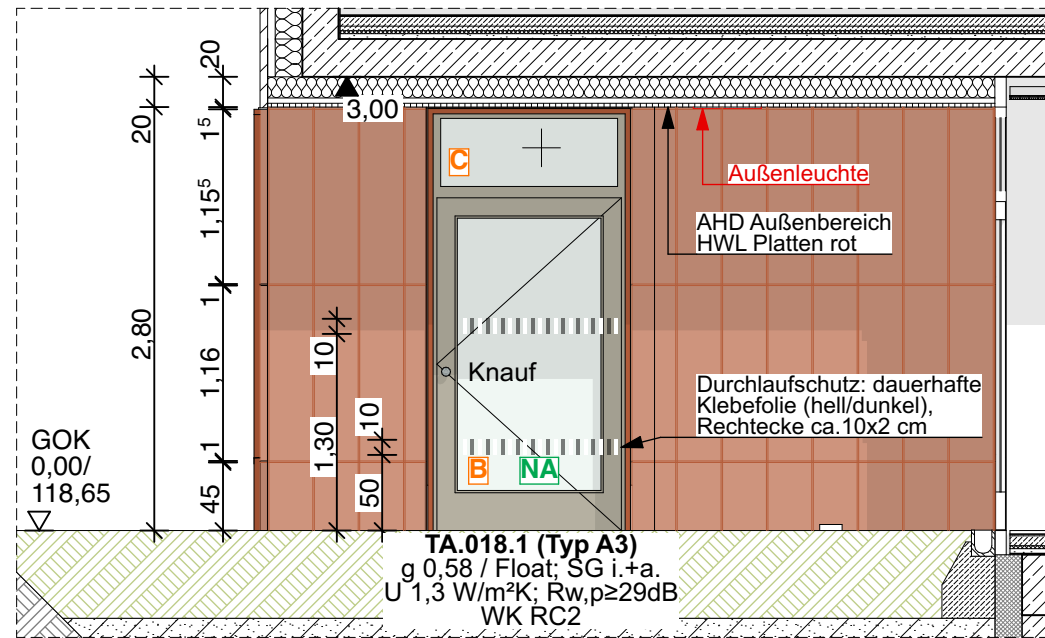 20
3,00
20
1⁵
1,15⁵
1
2,80
10
1,16
10
1,30
1
50
45
C
Außenleuchte
AHD Außenbereich
HWL Platten rot
Knauf
Durchlaufschutz: dauerhafte
Klebefolie (hell/dunkel),
Rechtecke ca.10x2 cm
B NA
GOK
0,00/
118,65
TA.018.1 (Typ A3)
g 0,58 / Float; SG i.+a.
U 1,3 W/m²K; Rw,p≥29dB
WK RC2